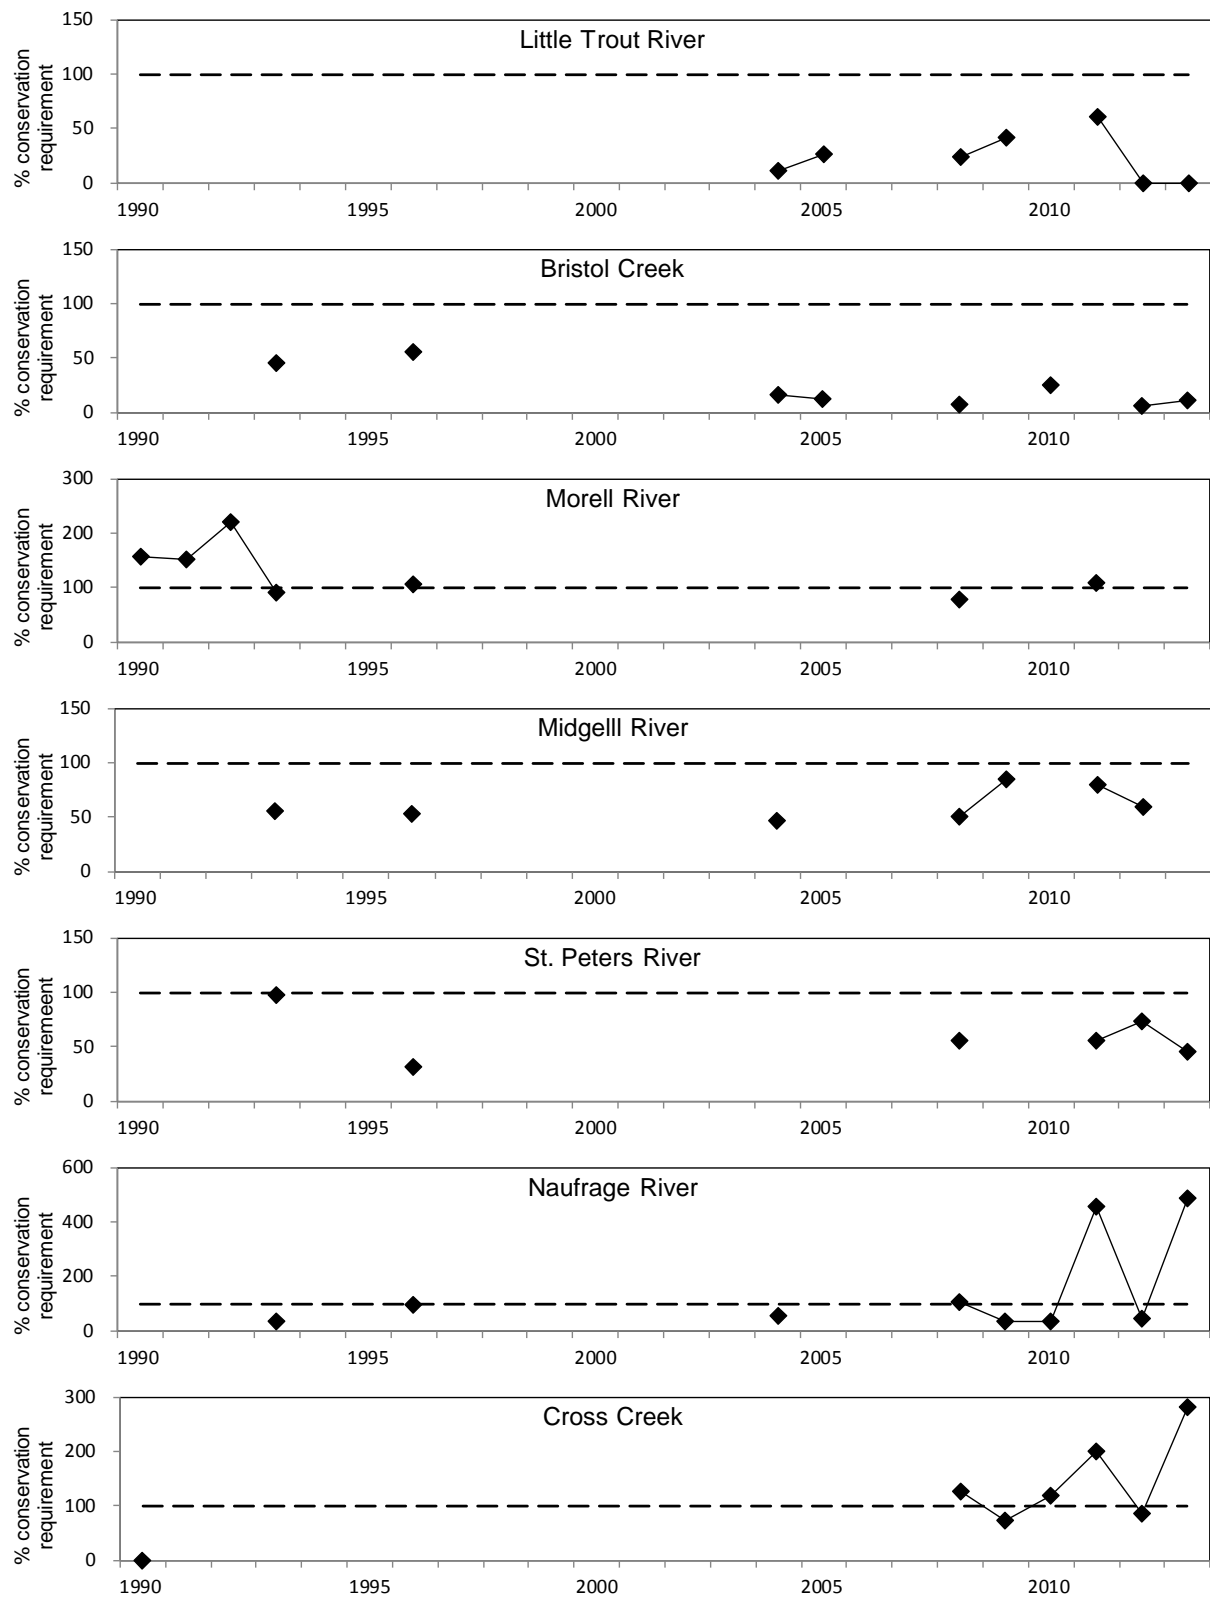 Little Trout River
% conservation
requirement
150
100
50
0
1990 1995 2000 2005 2010
Bristol Creek
% conservation
requirement
150
100
50
0
1990 1995 2000 2005 2010
Morell River
% conservation
requirement
300
200
100
0
1990 1995 2000 2005 2010
Midgelll River
% conservation
requirement
150
100
50
0
1990 1995 2000 2005 2010
St. Peters River
% conservation
requirement
150
100
50
0
1990 1995 2000 2005 2010
Naufrage River
% conservation
requirement
600
400
200
0
1990 1995 2000 2005 2010
Cross Creek
% conservation
requirement
300
200
100
0
1990 1995 2000 2005 2010